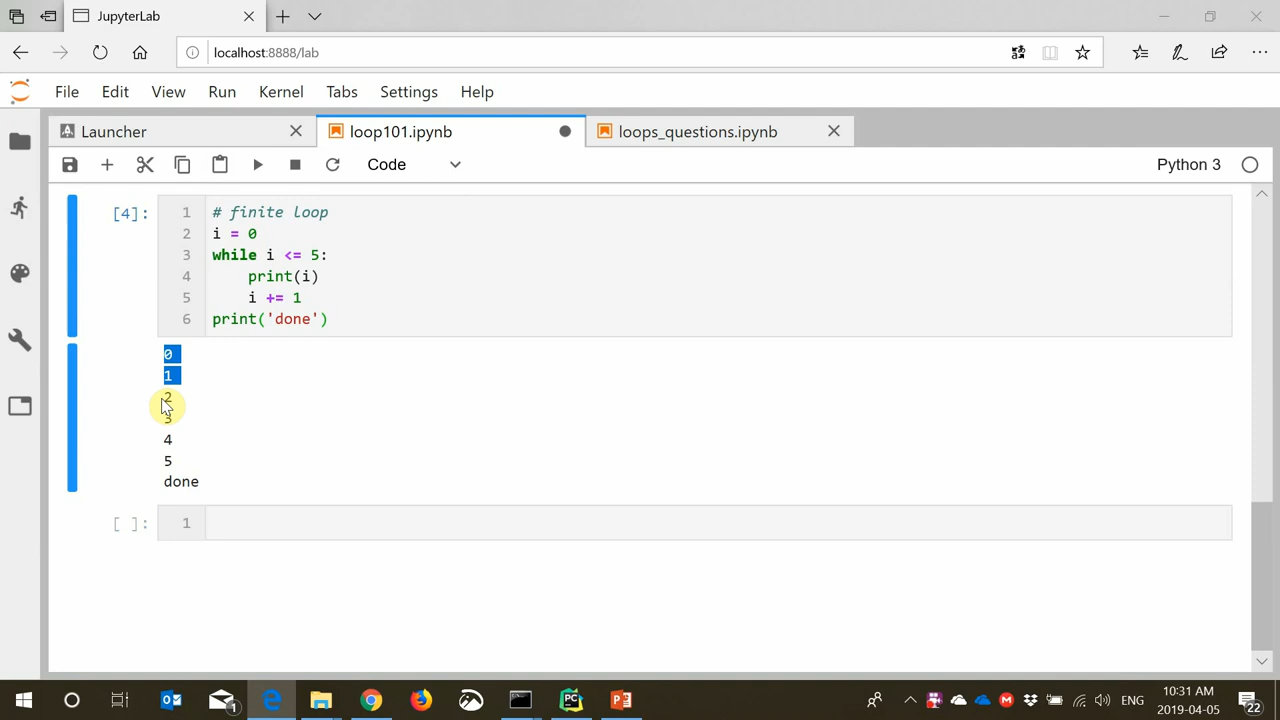 JupyterLab
localhost:8888/lab
File Edit View Run Kernel Tabs Settings Help
Launcher loop101.ipynb loops_questions.ipynb
Code Python 3
[4]: 1 # finite loop
2 i = 0
3 while i <= 5:
4 print(i)
5 i += 1
6 print('done')
0
1
2
3
4
5
done
[ ]: 1
1 ENG 10:31 AM
2019-04-05 22